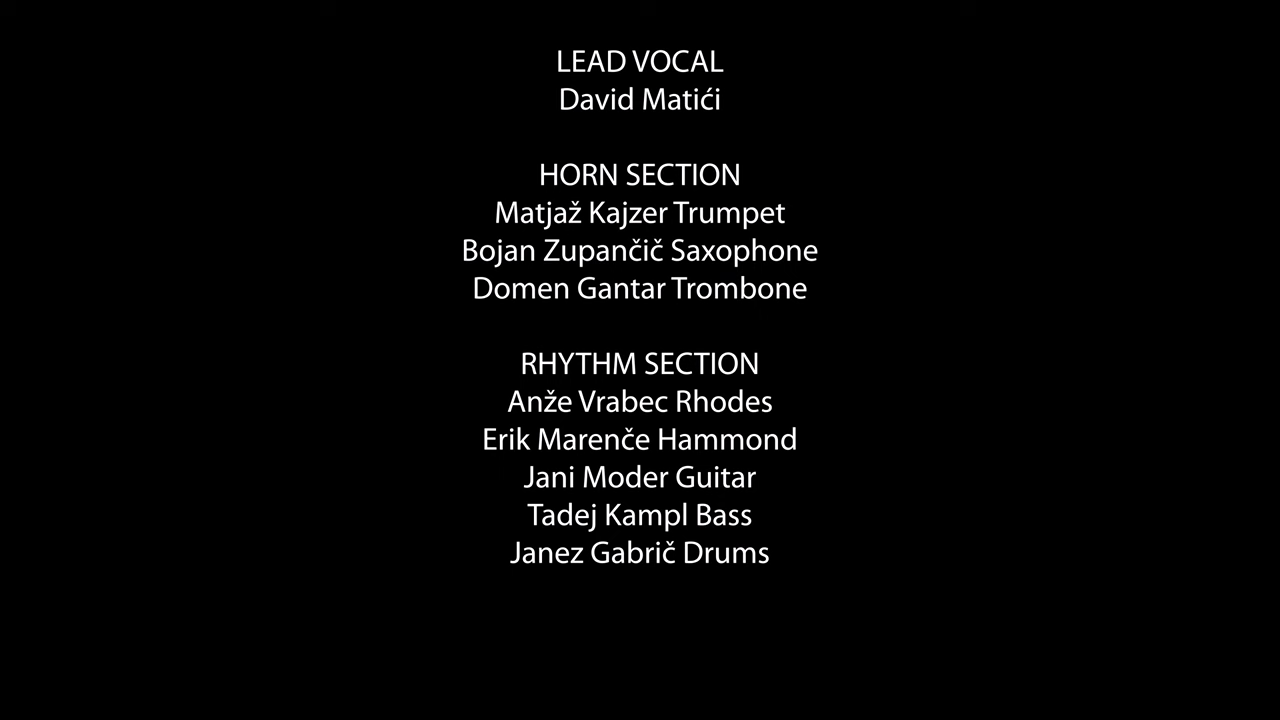 LEAD VOCAL
David Matići
HORN SECTION
Matjaž Kajzer Trumpet
Bojan Zupančič Saxophone
Domen Gantar Trombone
RHYTHM SECTION
Anže Vrabec Rhodes
Erik Marenče Hammond
Jani Moder Guitar
Tadej Kampl Bass
Janez Gabrič Drums